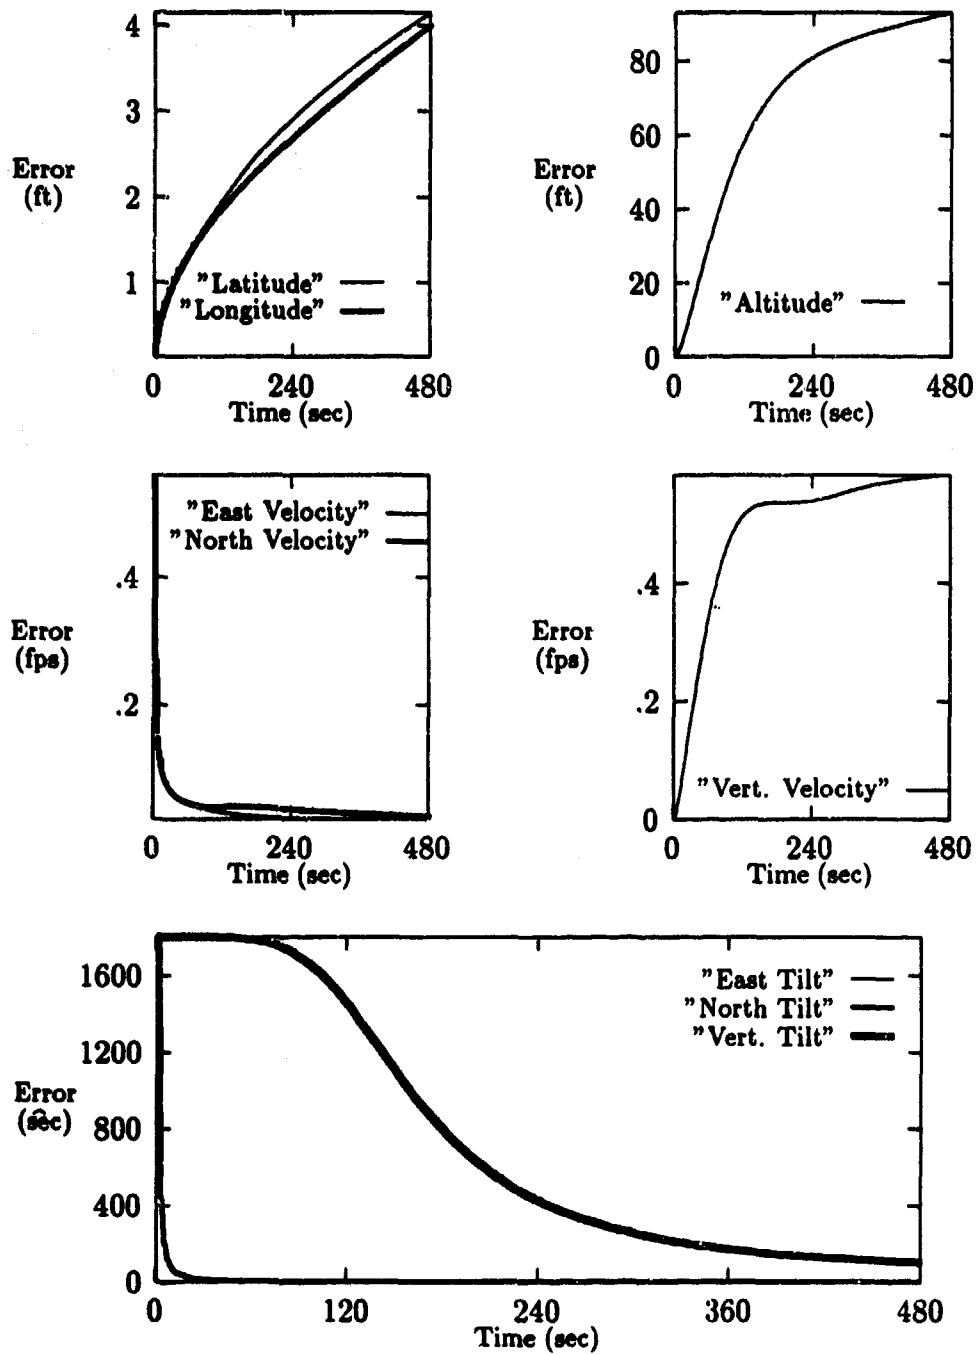 4
3
2
1
Error
(ft)
"Latitude"
"Longitude"
0 240 480
Time (sec)
80
60
40
20
0
Error
(ft)
"Altitude"
0 240 480
Time (sec)
.4
.2
Error
(fps)
"East Velocity"
"North Velocity"
0 240 480
Time (sec)
.4
.2
0
Error
(fps)
"Vert. Velocity"
0 240 480
Time (sec)
1600
1200
800
400
0
Error
(sêc)
"East Tilt"
"North Tilt"
"Vert. Tilt"
0 120 240 360 480
Time (sec)